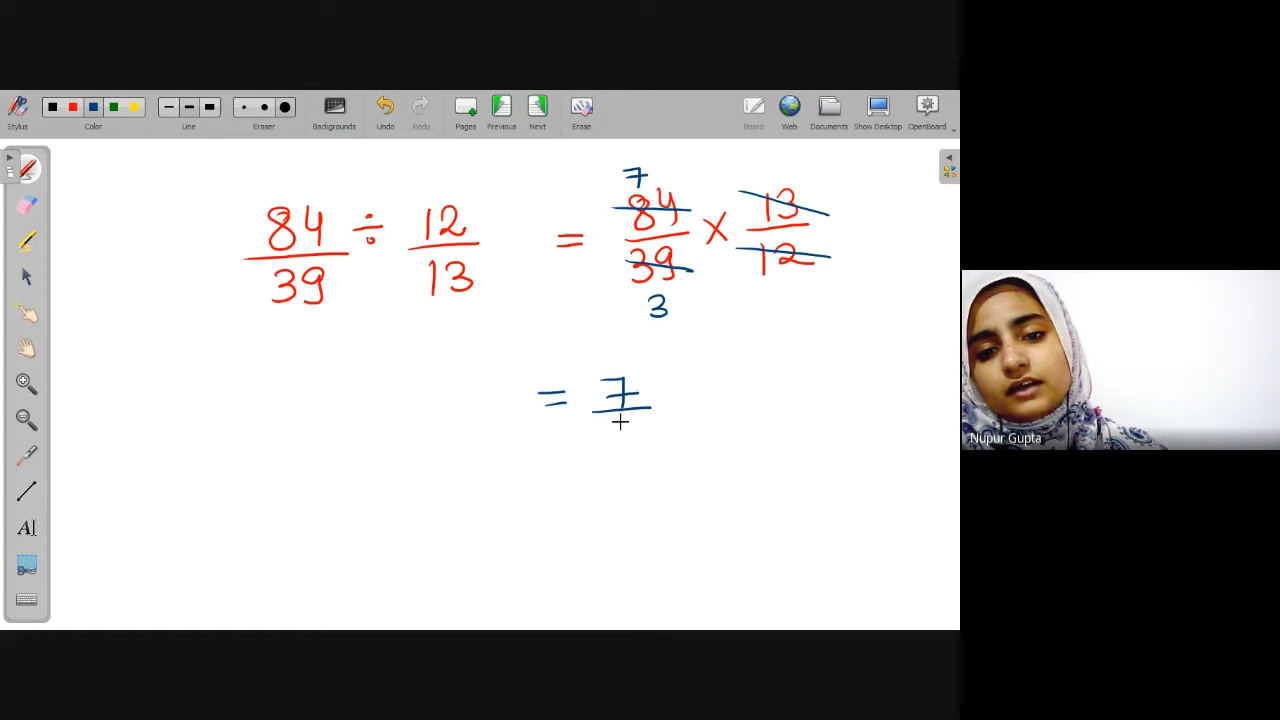 Stylus Color Line Eraser Backgrounds Undo Redo Pages Previous Next Erase Board Web Documents Show Desktop OpenBoard
7
84 ÷ 12 = 84 × 13
39 13 39 12
3
= 7
Nupur Gupta
A